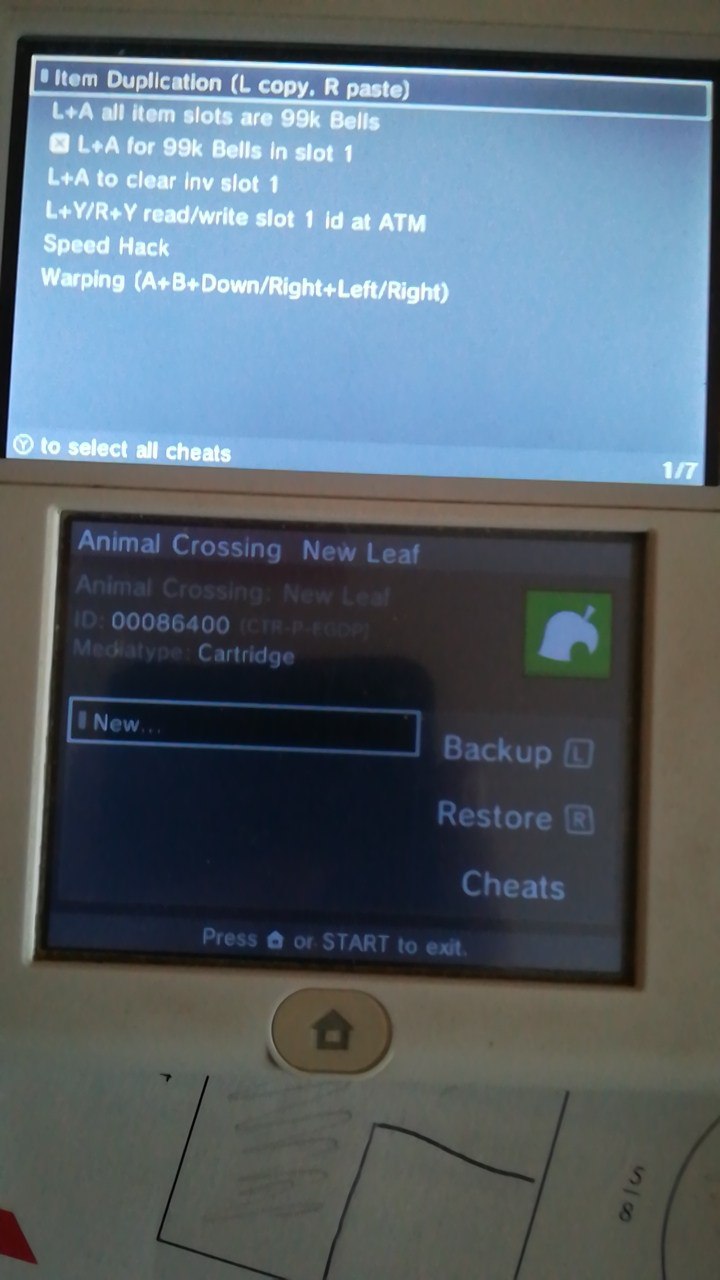 Item Duplication (L copy, R paste)
L+A all item slots are 99k Bells
L+A for 99k Bells in slot 1
L+A to clear inv slot 1
L+Y/R+Y read/write slot 1 id at ATM
Speed Hack
Warping (A+B+Down/Right+Left/Right)
Ⓨ to select all cheats
1/7
Animal Crossing New Leaf
Animal Crossing: New Leaf
ID: 00086400 (CTR-P-EGDP)
Mediatype: Cartridge
New...
Backup L
Restore R
Cheats
Press or START to exit.